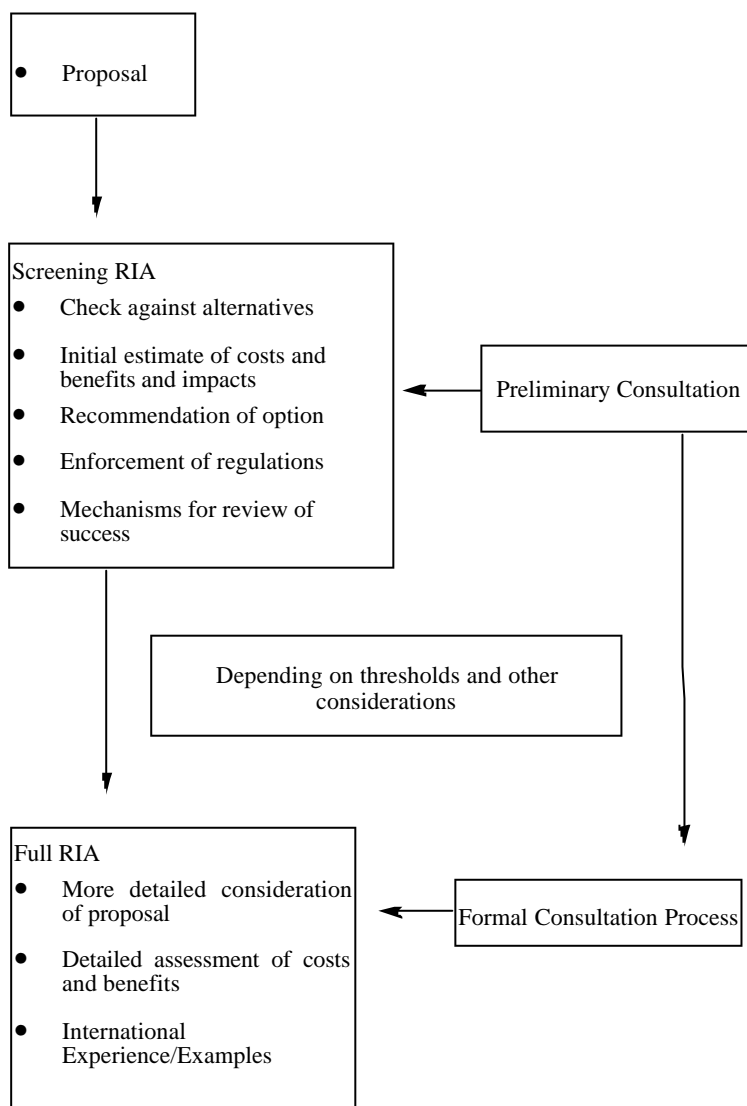 • Proposal
Screening RIA
• Check against alternatives
• Initial estimate of costs and
benefits and impacts
• Recommendation of option
• Enforcement of regulations
• Mechanisms for review of
success
Preliminary Consultation
Depending on thresholds and other
considerations
Full RIA
• More detailed consideration
of proposal
• Detailed assessment of costs
and benefits
• International
Experience/Examples
Formal Consultation Process